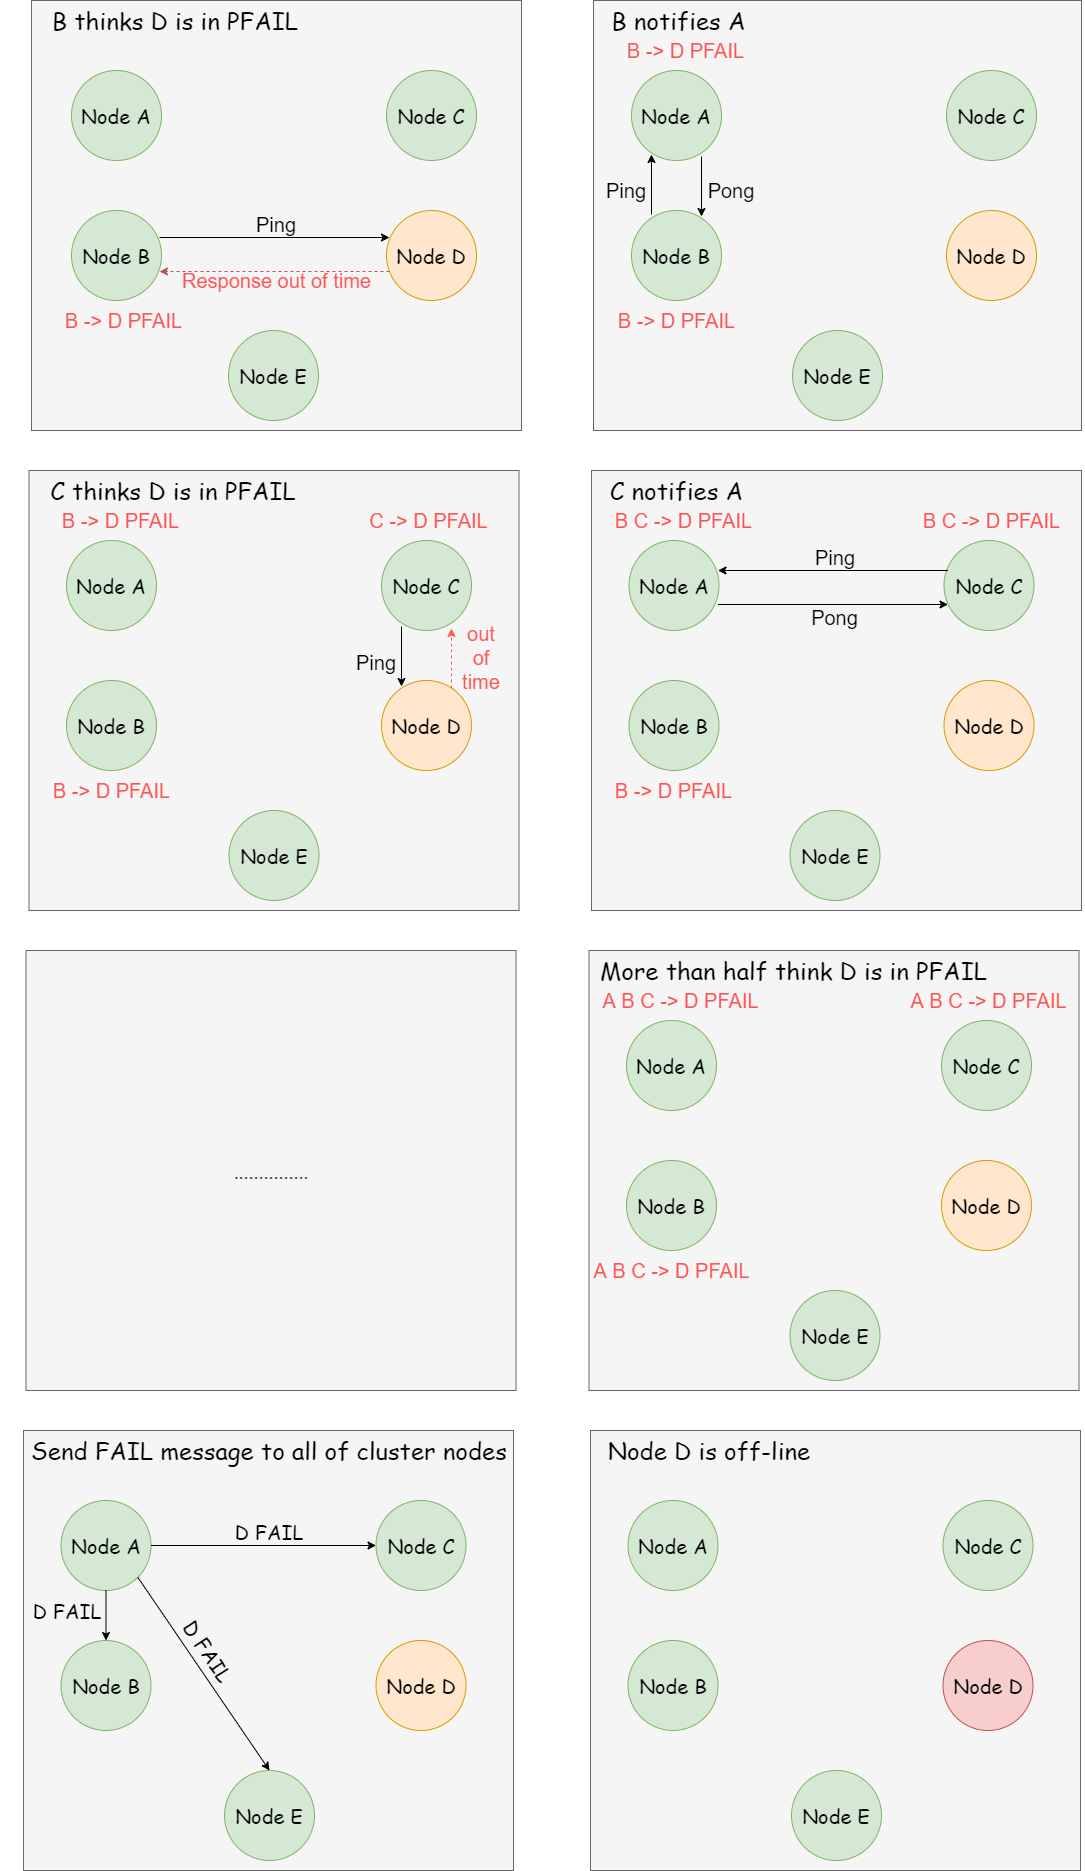 B thinks D is in PFAIL
Node A
Node C
Ping
Node B
Node D
Response out of time
B -> D PFAIL
Node E
B notifies A
B -> D PFAIL
Node A
Node C
Ping
Pong
Node B
Node D
B -> D PFAIL
Node E
C thinks D is in PFAIL
B -> D PFAIL
C -> D PFAIL
Node A
Node C
Ping
out
of
time
Node B
Node D
B -> D PFAIL
Node E
C notifies A
B C -> D PFAIL
B C -> D PFAIL
Ping
Node A
Node C
Pong
Node B
Node D
B -> D PFAIL
Node E
...............
More than half think D is in PFAIL
A B C -> D PFAIL
A B C -> D PFAIL
Node A
Node C
Node B
Node D
A B C -> D PFAIL
Node E
Send FAIL message to all of cluster nodes
D FAIL
Node A
Node C
D FAIL
D FAIL
Node B
Node D
Node E
Node D is off-line
Node A
Node C
Node B
Node D
Node E